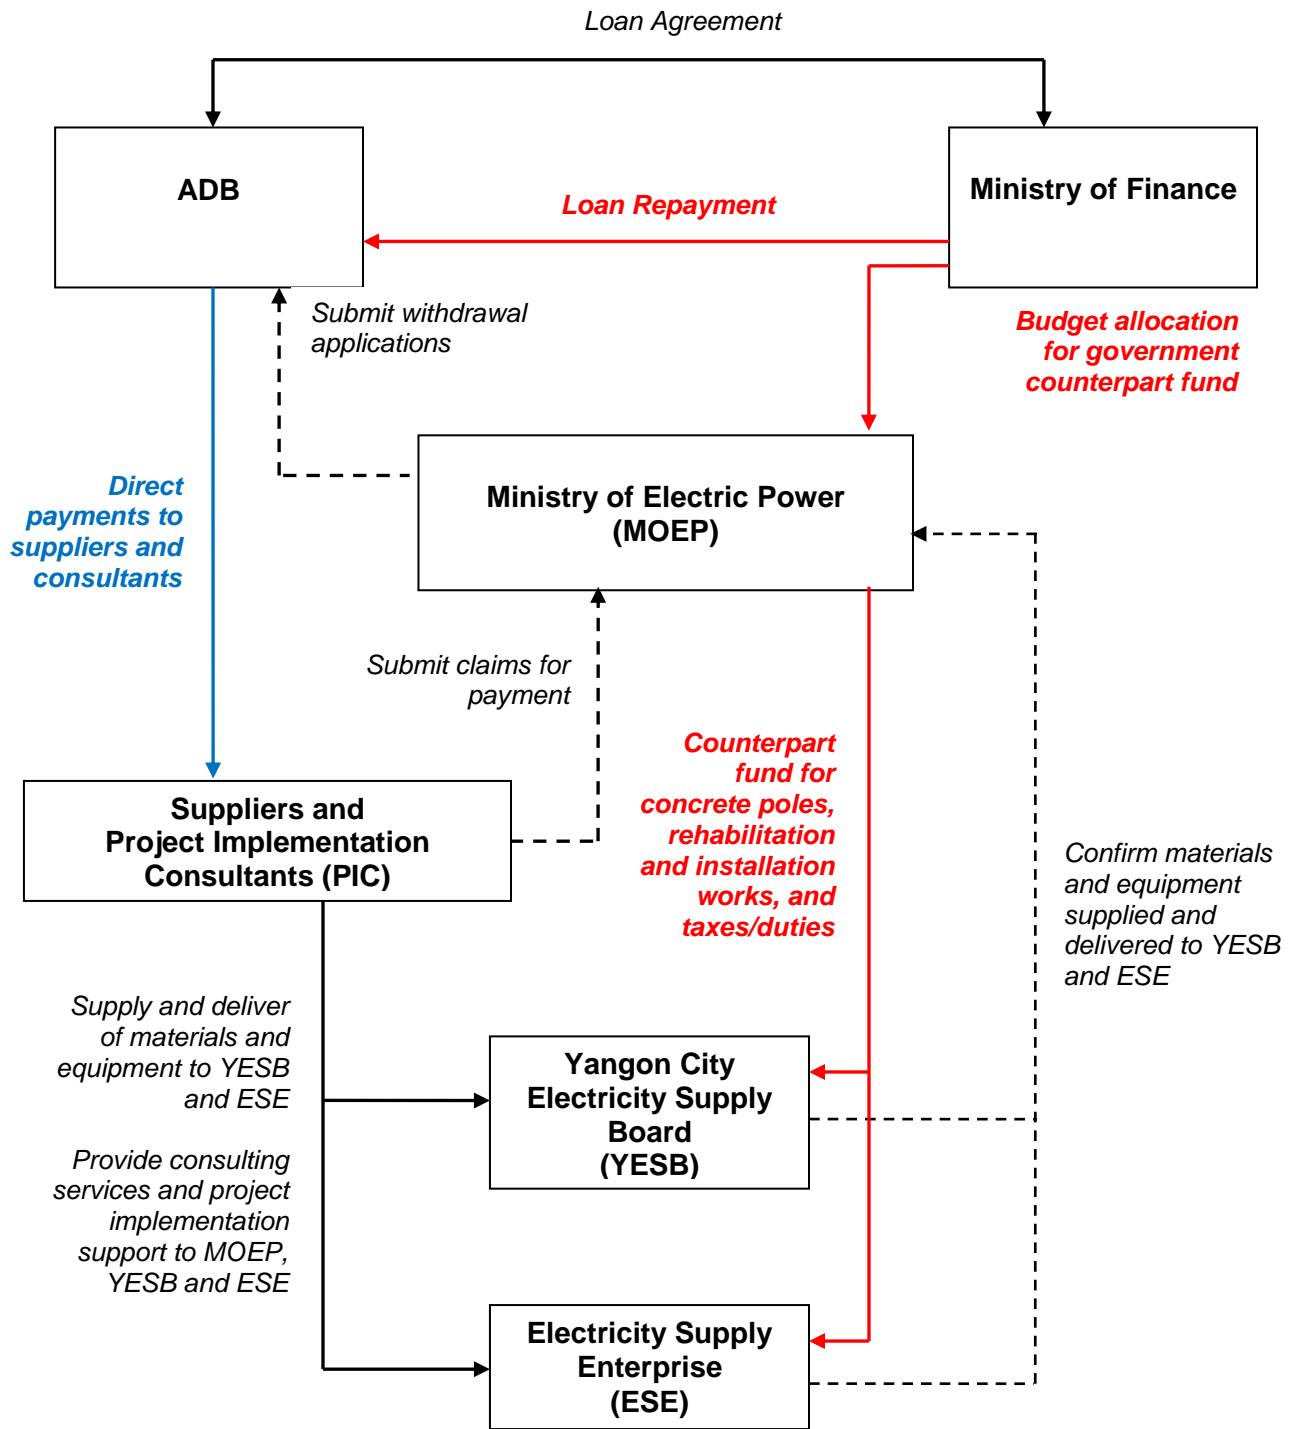 Loan Agreement
ADB
Ministry of Finance
Loan Repayment
Submit withdrawal
applications
Budget allocation
for government
counterpart fund
Direct
payments to
suppliers and
consultants
Ministry of Electric Power
(MOEP)
Submit claims for
payment
Counterpart
fund for
concrete poles,
rehabilitation
and installation
works, and
taxes/duties
Suppliers and
Project Implementation
Consultants (PIC)
Confirm materials
and equipment
supplied and
delivered to YESB
and ESE
Supply and deliver
of materials and
equipment to YESB
and ESE
Provide consulting
services and project
implementation
support to MOEP,
YESB and ESE
Yangon City
Electricity Supply
Board
(YESB)
Electricity Supply
Enterprise
(ESE)